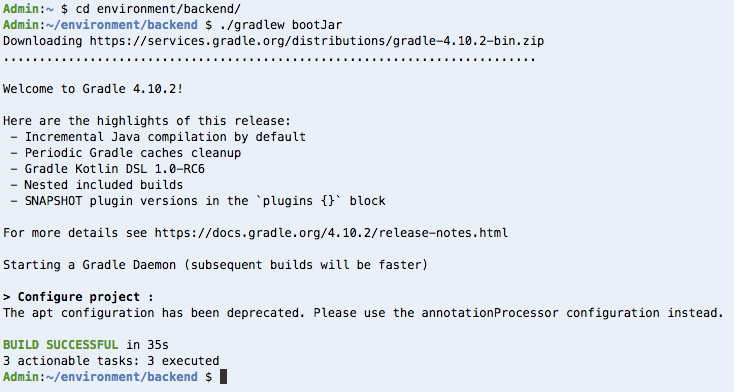 Admin:~ $ cd environment/backend/
Admin:~/environment/backend $ ./gradlew bootJar
Downloading https://services.gradle.org/distributions/gradle-4.10.2-bin.zip
..........................................................................
Welcome to Gradle 4.10.2!
Here are the highlights of this release:
- Incremental Java compilation by default
- Periodic Gradle caches cleanup
- Gradle Kotlin DSL 1.0-RC6
- Nested included builds
- SNAPSHOT plugin versions in the `plugins {}` block
For more details see https://docs.gradle.org/4.10.2/release-notes.html
Starting a Gradle Daemon (subsequent builds will be faster)
> Configure project :
The apt configuration has been deprecated. Please use the annotationProcessor configuration instead.
BUILD SUCCESSFUL in 35s
3 actionable tasks: 3 executed
Admin:~/environment/backend $